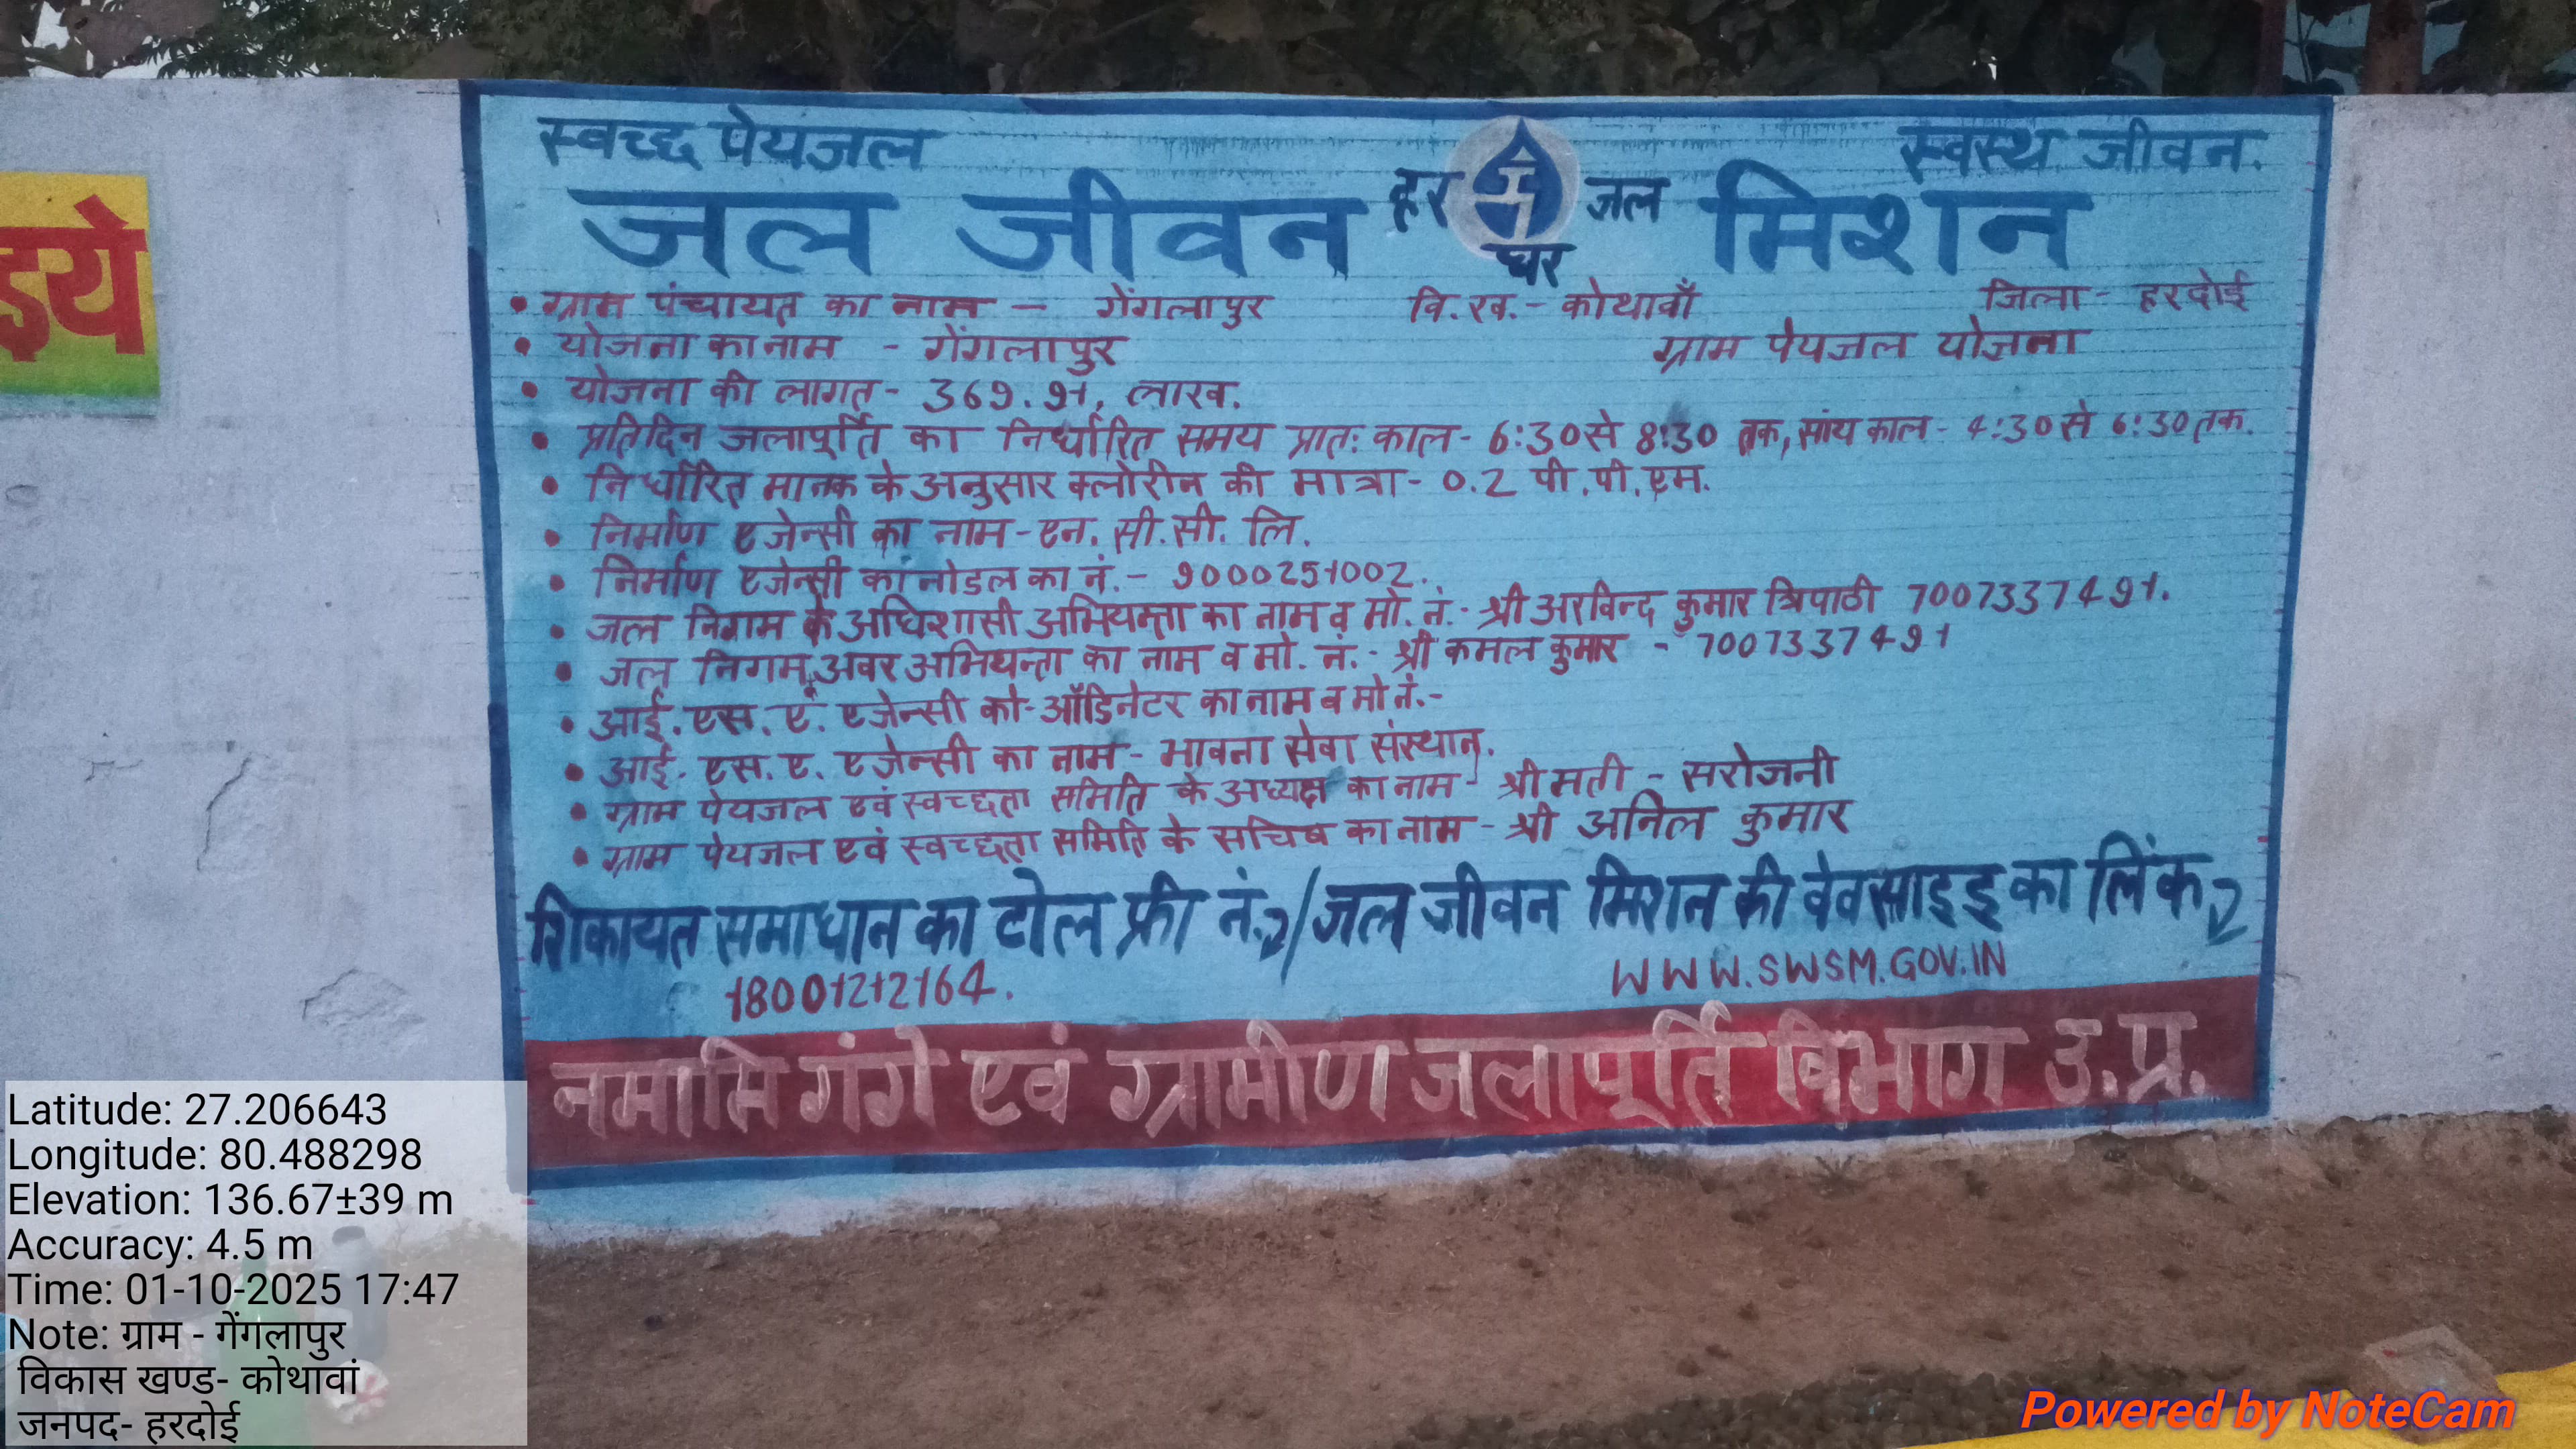 स्वच्छ पेयजल
स्वस्थ जीवन.
जल जीवन हर घर जल मिशन
इये
• ग्राम पंचायत का नाम - गेंगलापुर वि.ख.- कोथावाँ जिला- हरदोई
• योजना का नाम - गेंगलापुर ग्राम पेयजल योजना
• योजना की लागत- 369.91, लाख.
• प्रतिदिन जलापूर्ति का निर्धारित समय प्रातः काल- 6:30 से 8:30 तक, सांय काल- 4:30 से 6:30 तक.
• निर्धारित मानक के अनुसार क्लोरीन की मात्रा- 0.2 पी.पी.एम.
• निर्माण एजेन्सी का नाम-एन. सी.सी. लि.
• निर्माण एजेन्सी का नोडल का नं.- 9000251002.
• जल निगम के अधिशासी अभियन्ता का नाम व मो. नं.- श्री अरविन्द कुमार त्रिपाठी 7007337491.
• जल निगम अवर अभियन्ता का नाम व मो. नं.- श्री कमल कुमार - 7007337491
• आई. एस. ए. एजेन्सी को-ऑडिनेटर का नाम व मो नं.-
• आई. एस. ए. एजेन्सी का नाम- भावना सेवा संस्थान.
• ग्राम पेयजल एवं स्वच्छता समिति के अध्यक्ष का नाम- श्रीमती - सरोजनी
• ग्राम पेयजल एवं स्वच्छता समिति के सचिव का नाम- श्री अनिल कुमार
शिकायत समाधान का टोल फ्री नं./जल जीवन मिशन की वेवसाइइ का लिंक
18001212164. WWW.SWSM.GOV.IN
नमामि गंगे एवं ग्रामीण जलापूर्ति विभाग उ.प्र.
Latitude: 27.206643
Longitude: 80.488298
Elevation: 136.67±39 m
Accuracy: 4.5 m
Time: 01-10-2025 17:47
Note: ग्राम - गेंगलापुर
विकास खण्ड- कोथावां
जनपद- हरदोई
Powered by NoteCam